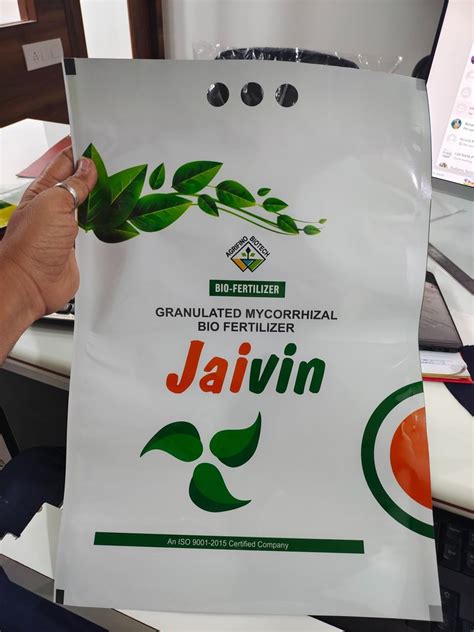 AGRIFINO BIOTECH
BIO-FERTILIZER
GRANULATED MYCORRHIZAL
BIO FERTILIZER
Jaivin
An ISO 9001-2015 Certified Company